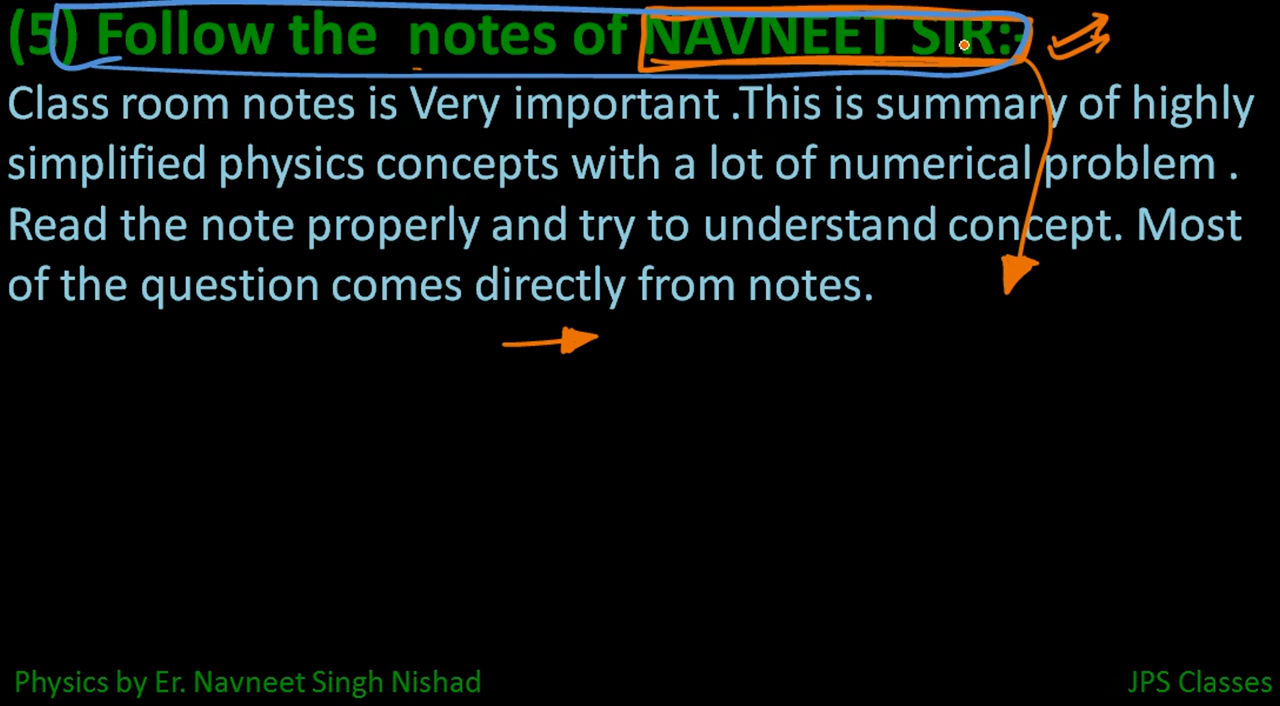 (5) Follow the notes of NAVNEET SIR:-
Class room notes is Very important .This is summary of highly
simplified physics concepts with a lot of numerical problem .
Read the note properly and try to understand concept. Most
of the question comes directly from notes.
Physics by Er. Navneet Singh Nishad
JPS Classes